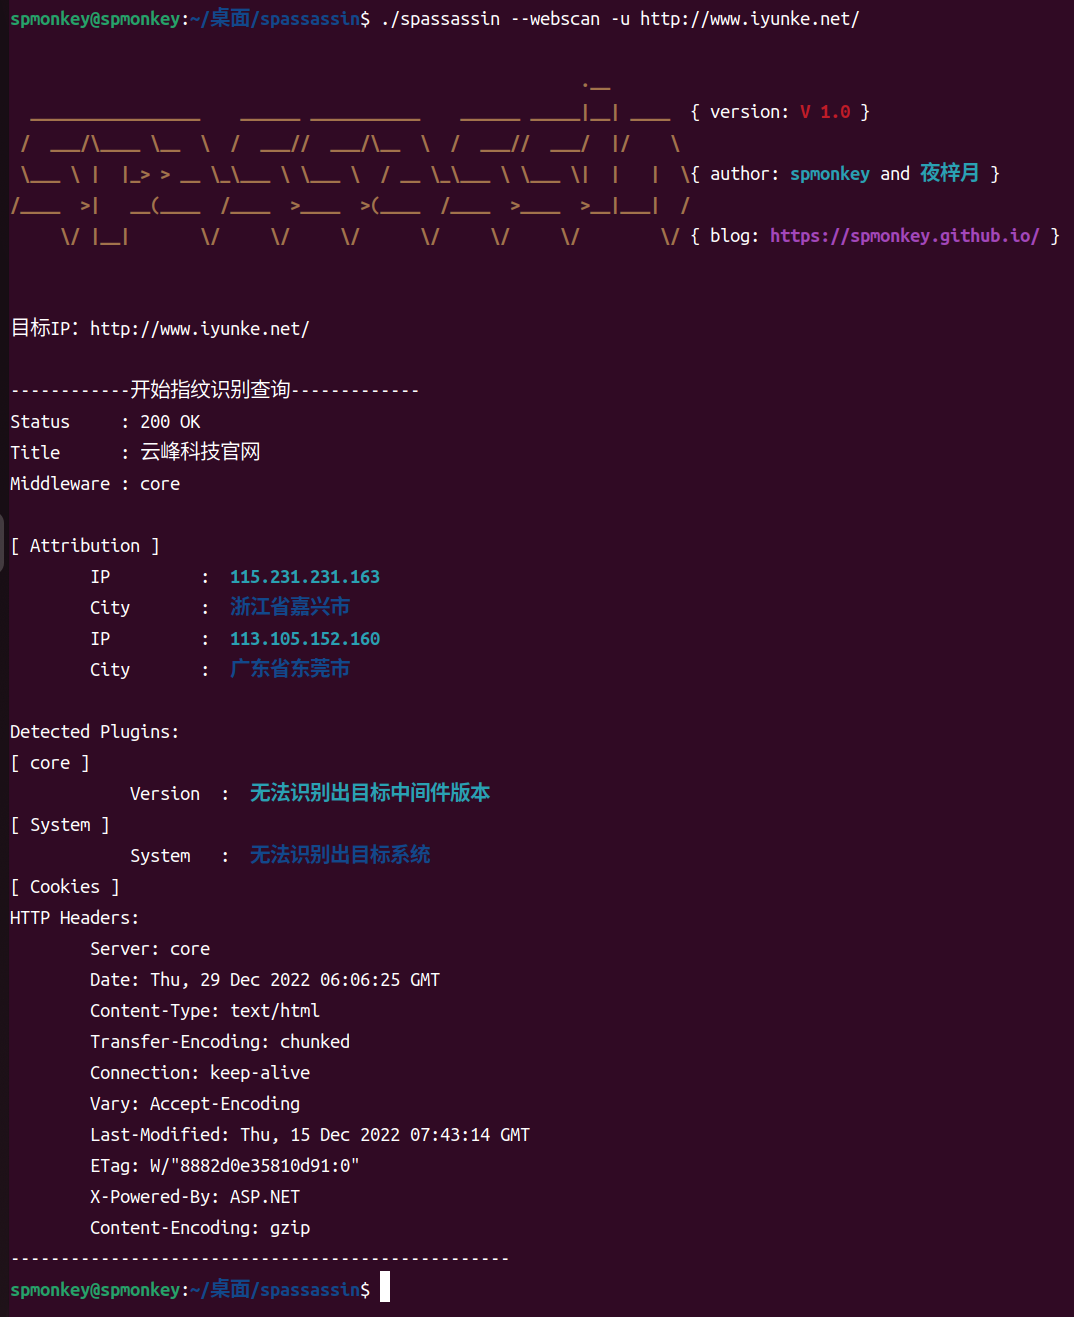 spmonkey@spmonkey:~/桌面/spassassin$ ./spassassin --webscan -u http://www.iyunke.net/
{ version: V 1.0 }
{ author: spmonkey and 夜梓月 }
{ blog: https://spmonkey.github.io/ }
目标IP: http://www.iyunke.net/
------------开始指纹识别查询-------------
Status     : 200 OK
Title      : 云峰科技官网
Middleware : core
[ Attribution ]
IP         :  115.231.231.163
City       :  浙江省嘉兴市
IP         :  113.105.152.160
City       :  广东省东莞市
Detected Plugins:
[ core ]
Version  :  无法识别出目标中间件版本
[ System ]
System   :  无法识别出目标系统
[ Cookies ]
HTTP Headers:
Server: core
Date: Thu, 29 Dec 2022 06:06:25 GMT
Content-Type: text/html
Transfer-Encoding: chunked
Connection: keep-alive
Vary: Accept-Encoding
Last-Modified: Thu, 15 Dec 2022 07:43:14 GMT
ETag: W/"8882d0e35810d91:0"
X-Powered-By: ASP.NET
Content-Encoding: gzip
--------------------------------------------------
spmonkey@spmonkey:~/桌面/spassassin$